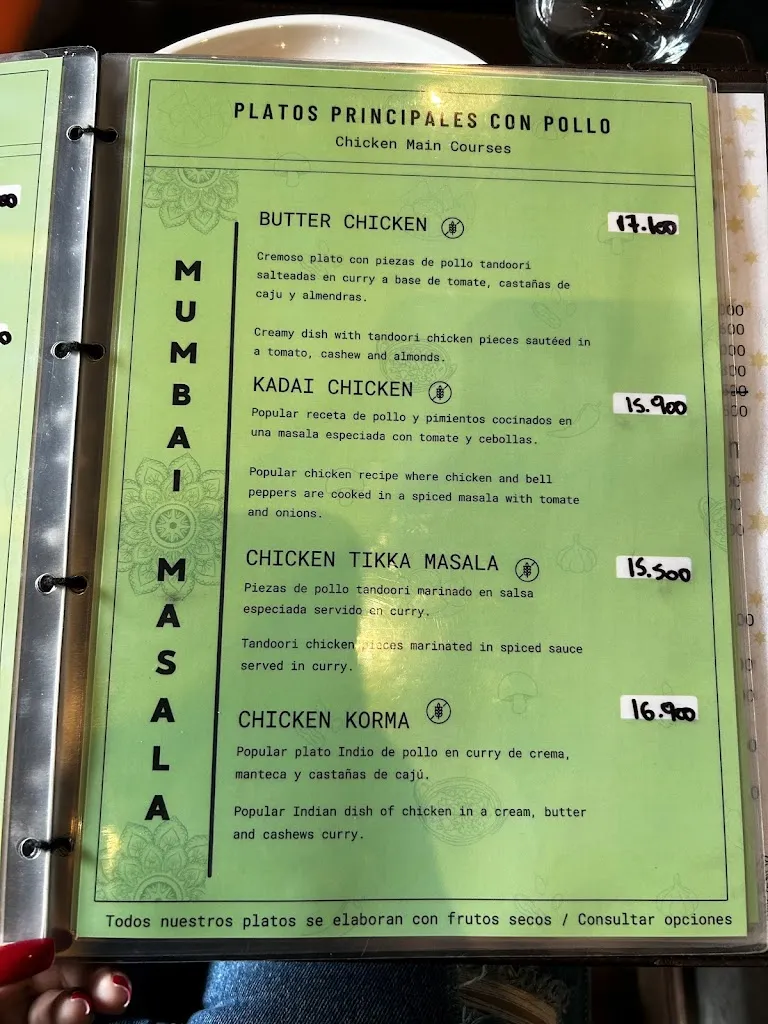 PLATOS PRINCIPALES CON POLLO
Chicken Main Courses
MUMBAI MASALA
BUTTER CHICKEN 17.600
Cremoso plato con piezas de pollo tandoori
salteadas en curry a base de tomate, castañas de
caju y almendras.
Creamy dish with tandoori chicken pieces sautéed in
a tomato, cashew and almonds.
KADAI CHICKEN 15.900
Popular receta de pollo y pimientos cocinados en
una masala especiada con tomate y cebollas.
Popular chicken recipe where chicken and bell
peppers are cooked in a spiced masala with tomate
and onions.
CHICKEN TIKKA MASALA 15.500
Piezas de pollo tandoori marinado en salsa
especiada servido en curry.
Tandoori chicken pieces marinated in spiced sauce
served in curry.
CHICKEN KORMA 16.900
Popular plato Indio de pollo en curry de crema,
manteca y castañas de cajú.
Popular Indian dish of chicken in a cream, butter
and cashews curry.
Todos nuestros platos se elaboran con frutos secos / Consultar opciones